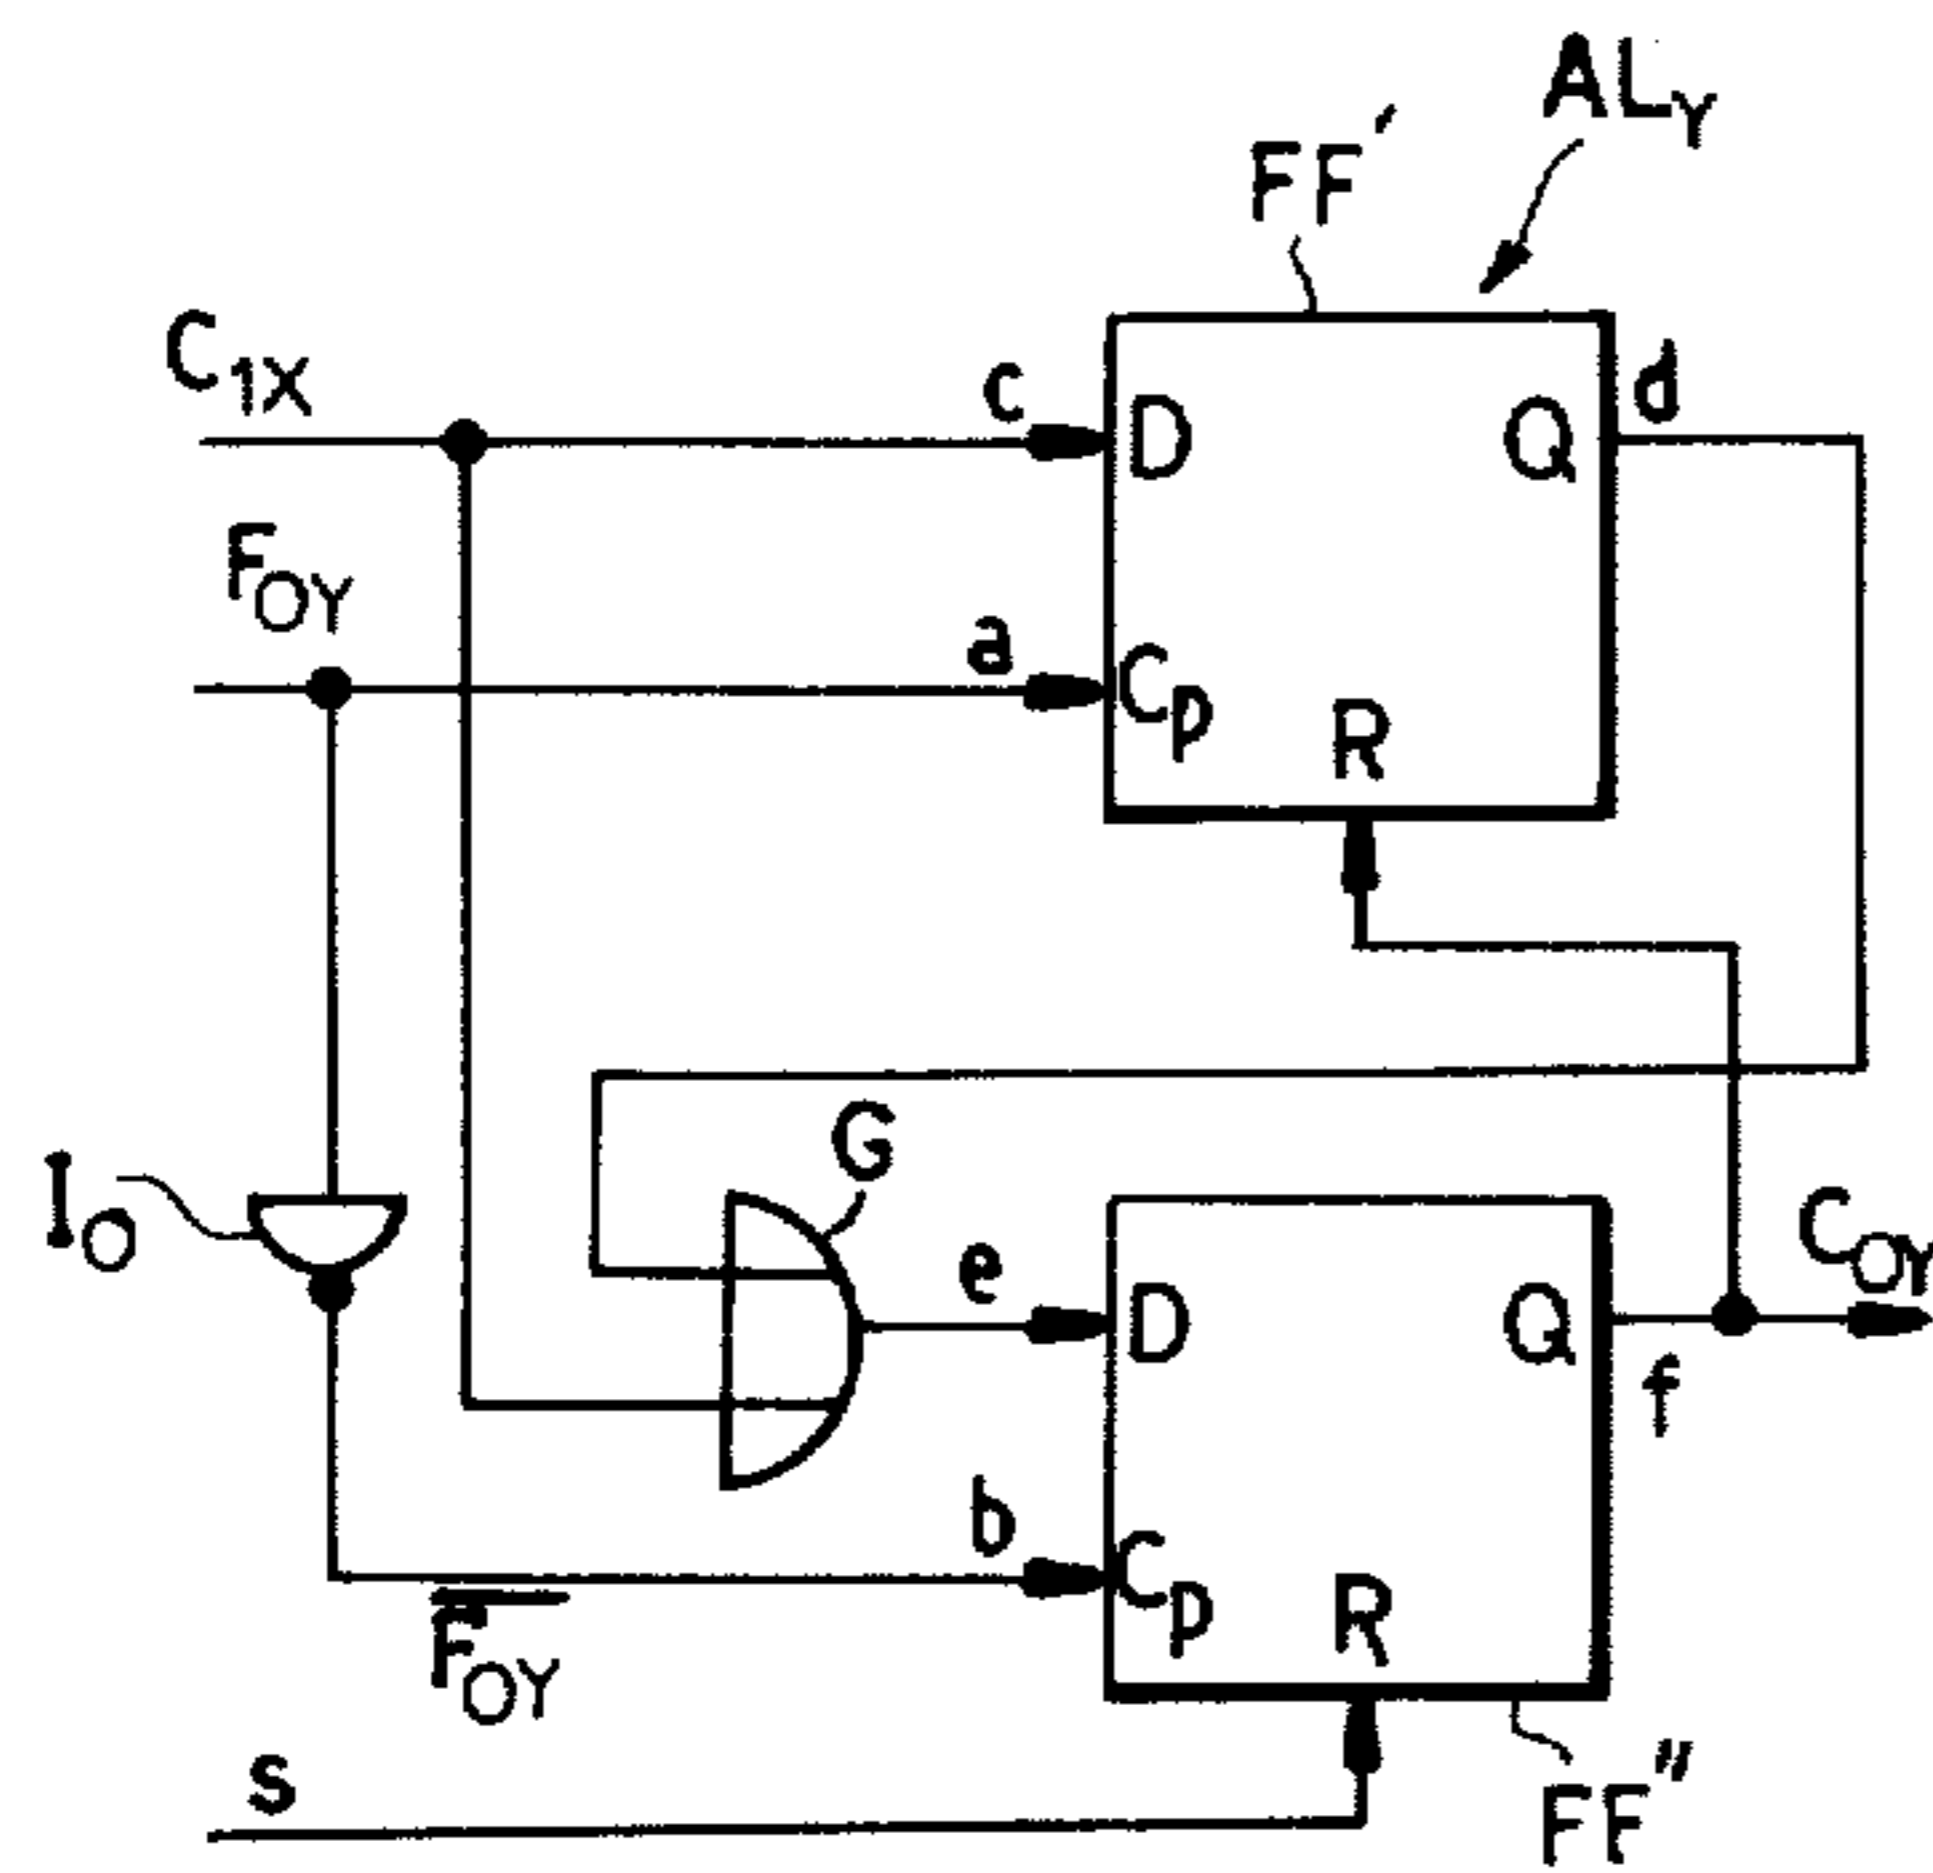 AL_Y
FF'
C_1X
c
D
Q
d
F_OY
a
C_p
R
G
I_O
e
D
Q
C_OY
f
b
C_p
R
F̅_OY
S
FF"